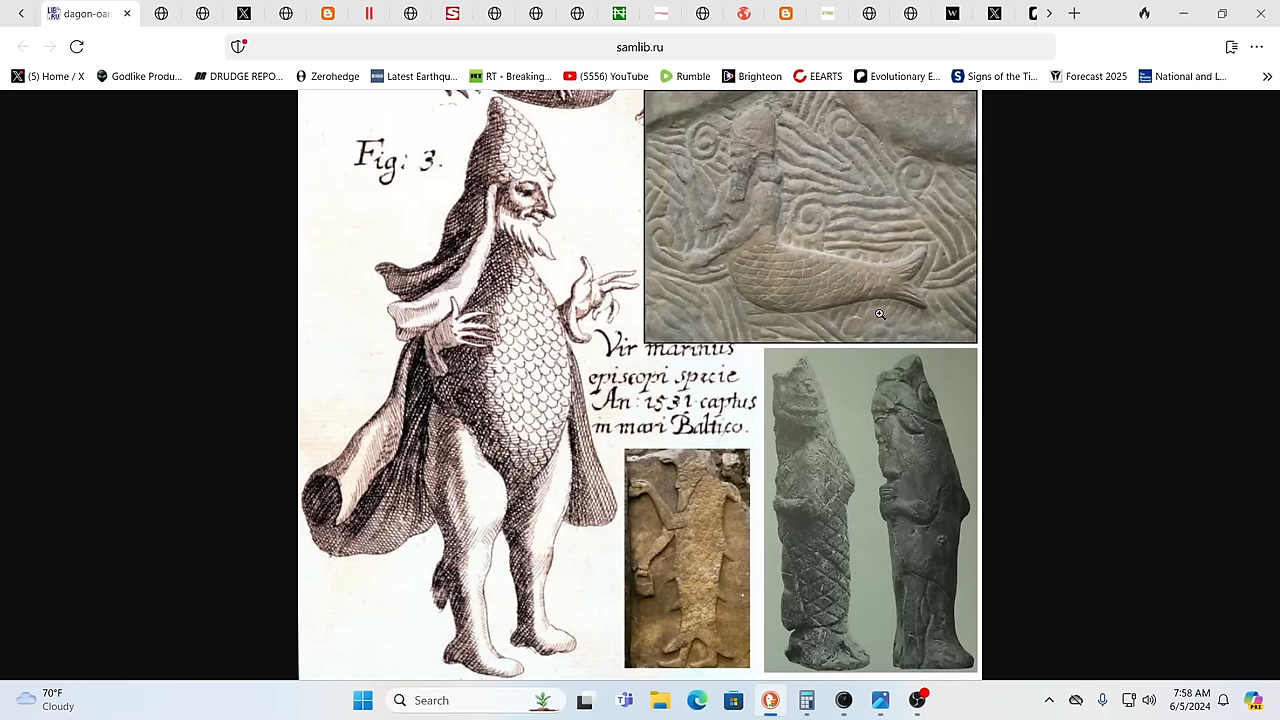 dagon-oan
samlib.ru
(5) Home / X
Godlike Produ...
DRUDGE REPO...
Zerohedge
Latest Earthqu...
RT - Breaking...
(5556) YouTube
Rumble
Brighteon
EEARTS
Evolutionary E...
Signs of the Ti...
Forecast 2025
National and L...
Fig: 3.
Vir marinus
episcopi specie
An: 1531 captus
in mari Baltico.
70°F
Cloudy
Search
7:58 AM
6/5/2024